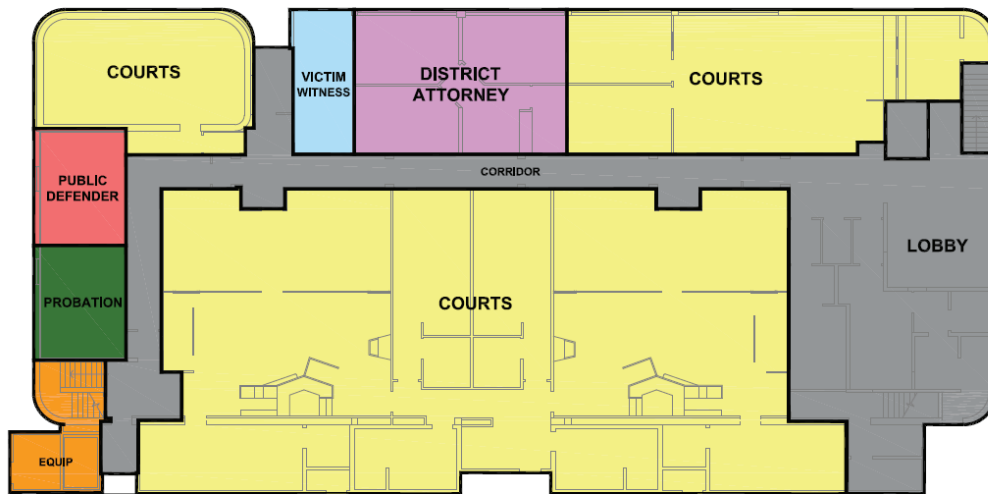 COURTS
VICTIM
WITNESS
DISTRICT
ATTORNEY
COURTS
PUBLIC
DEFENDER
CORRIDOR
LOBBY
PROBATION
COURTS
EQUIP